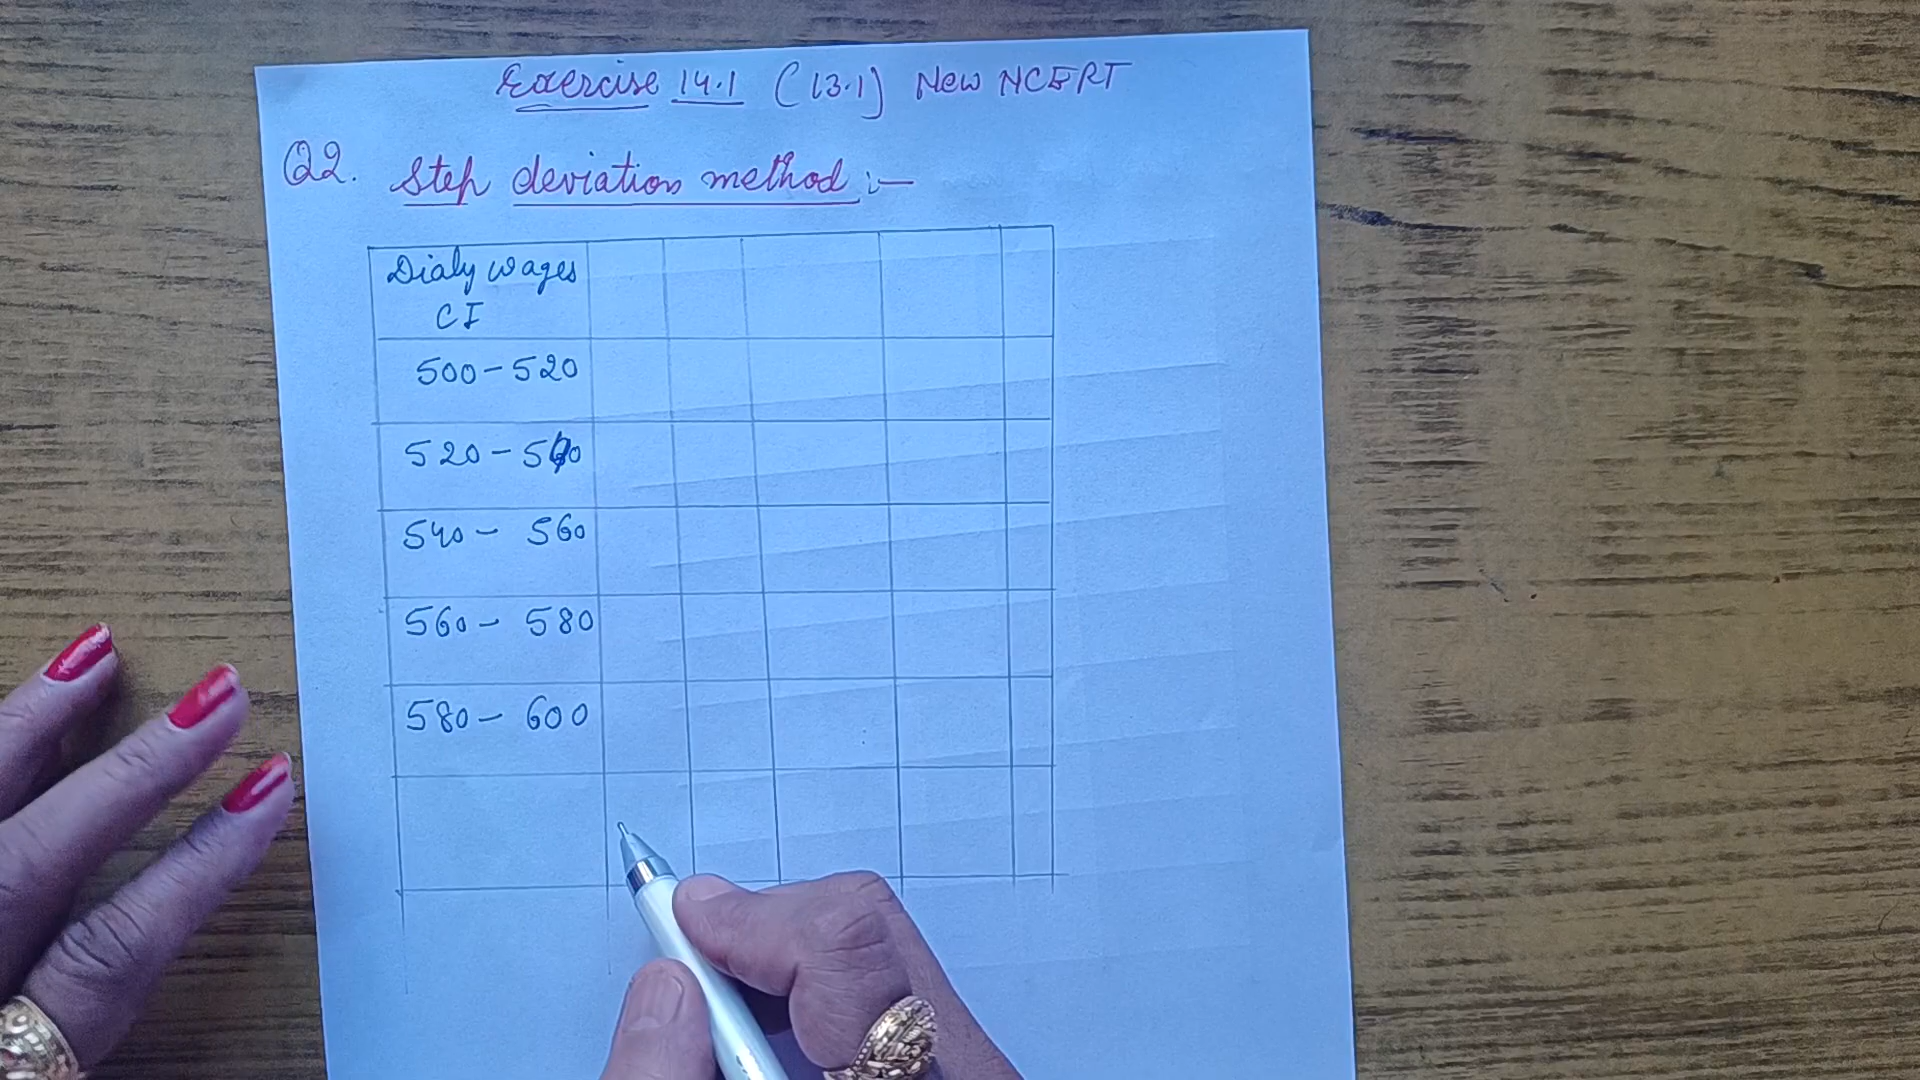 Exercise 14.1 (13.1) New NCERT
Q2. Step deviation method :-
Dialy wages
CI
500-520
520-540
540- 560
560- 580
580- 600